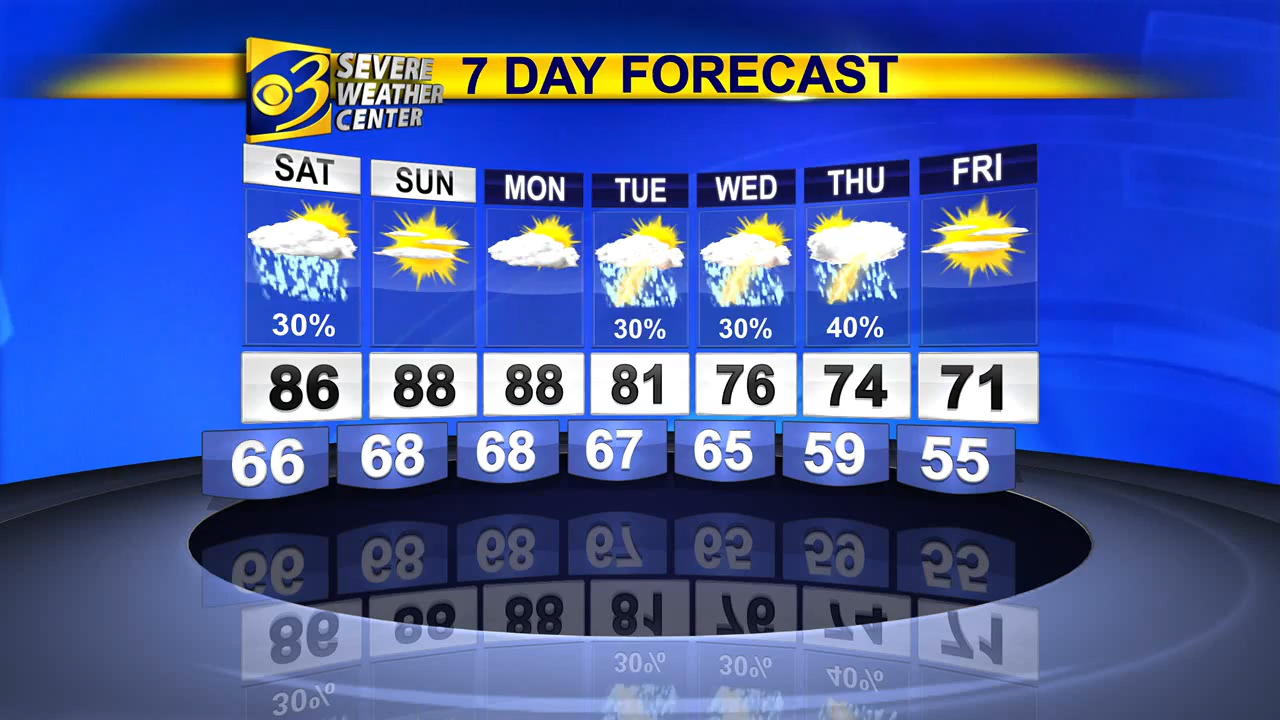 3 SEVERE WEATHER CENTER 7 DAY FORECAST
SAT SUN MON TUE WED THU FRI
30% 30% 30% 40%
86 88 88 81 76 74 71
66 68 68 67 65 59 55